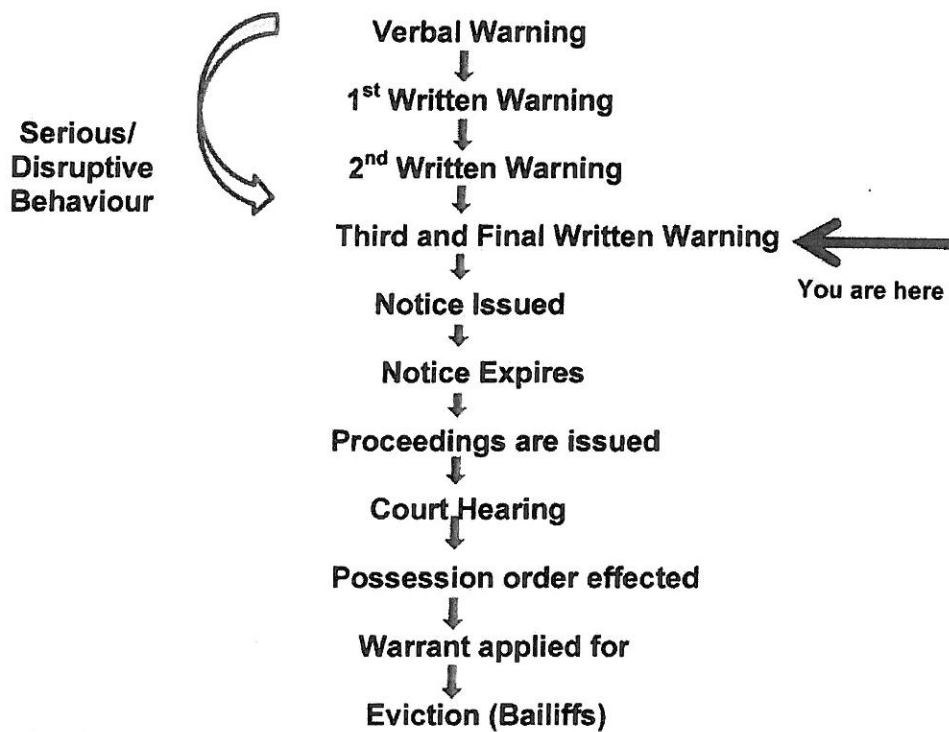 Verbal Warning
1st Written Warning
Serious/
Disruptive
Behaviour
2nd Written Warning
Third and Final Written Warning
You are here
Notice Issued
Notice Expires
Proceedings are issued
Court Hearing
Possession order effected
Warrant applied for
Eviction (Bailiffs)